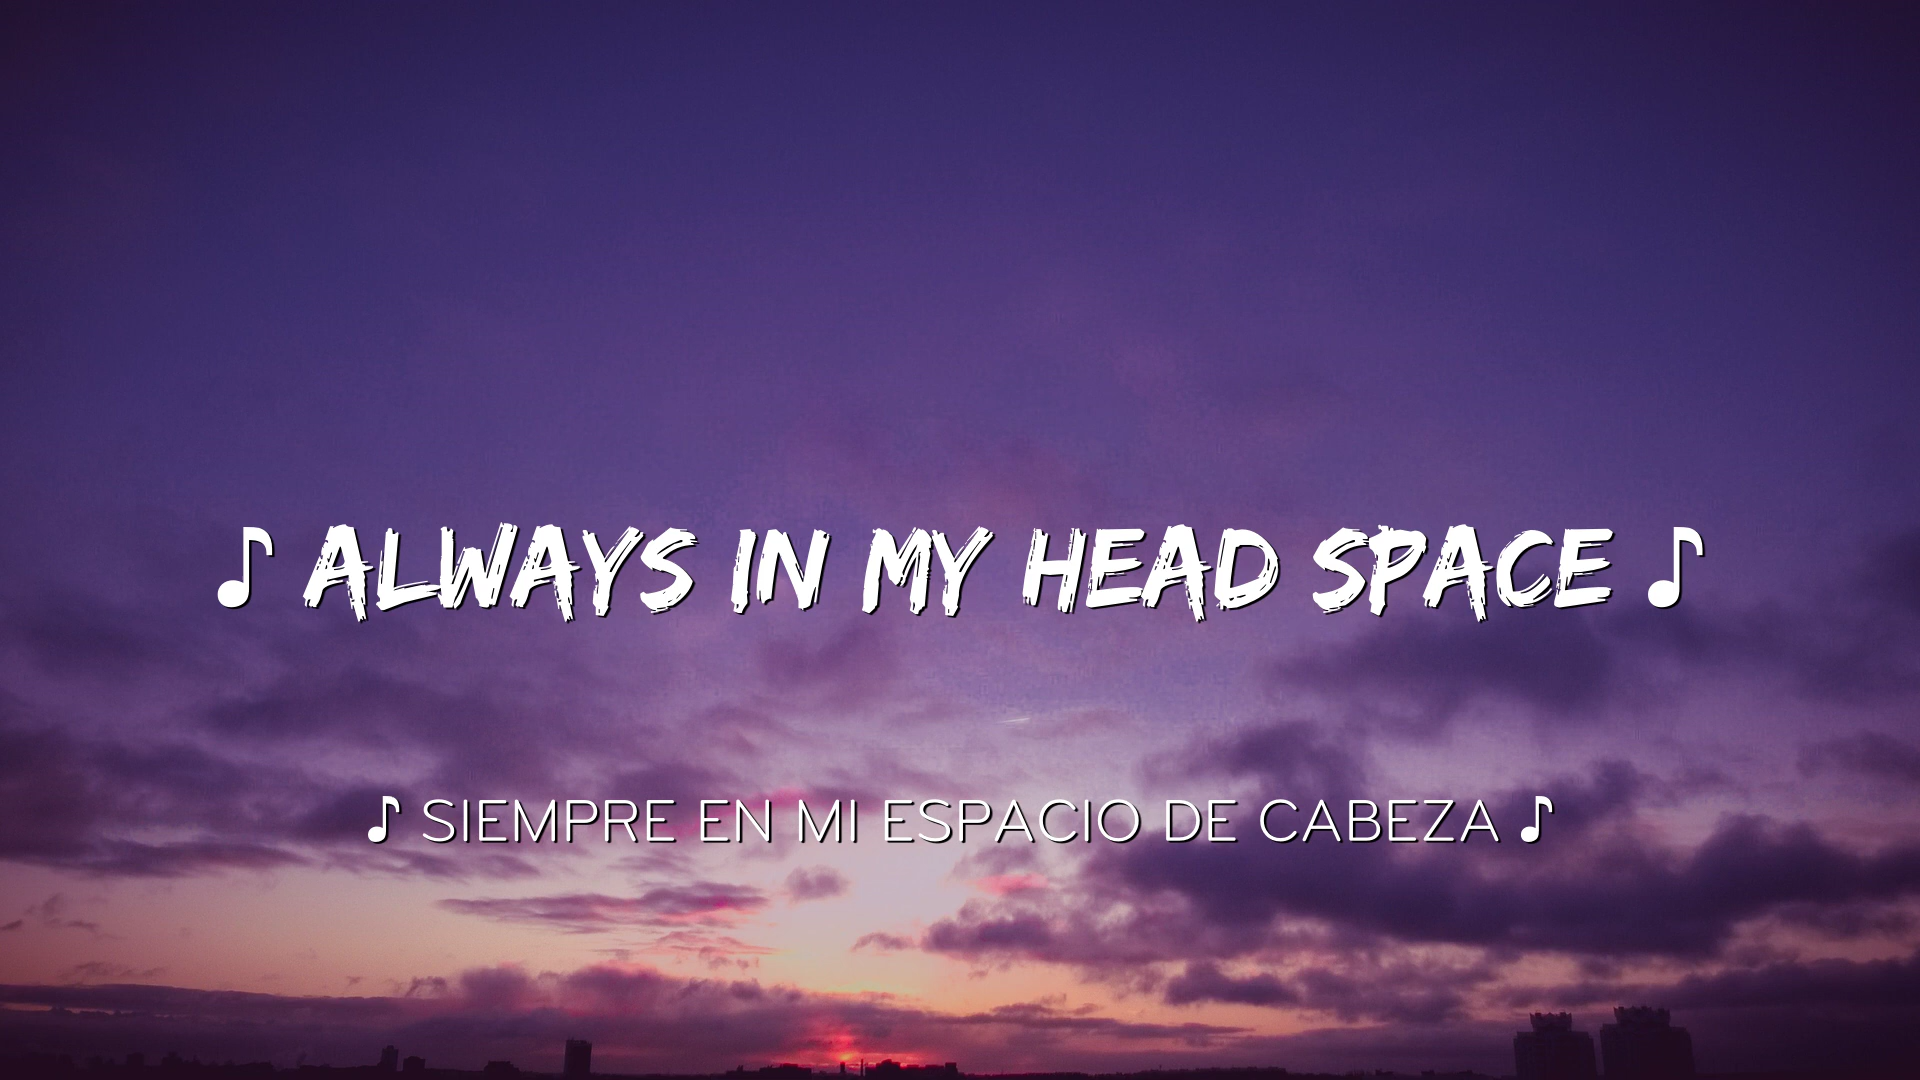 ♪ ALWAYS IN MY HEAD SPACE ♪
♪ SIEMPRE EN MI ESPACIO DE CABEZA ♪